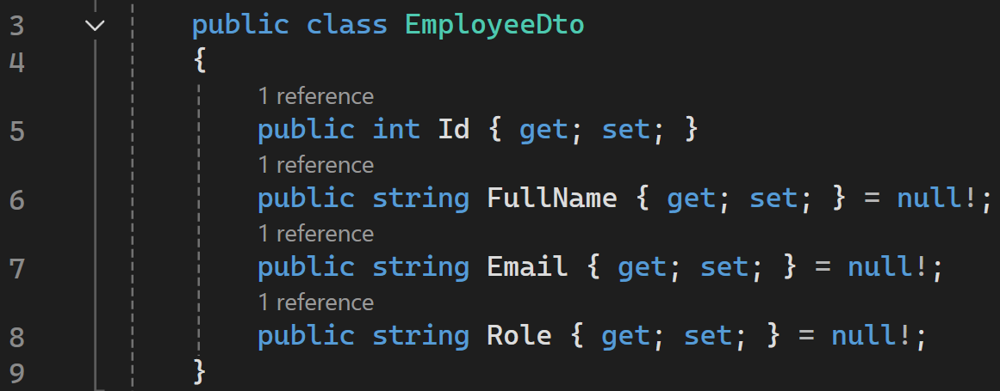 3 public class EmployeeDto
4 {
1 reference
5 public int Id { get; set; }
1 reference
6 public string FullName { get; set; } = null!;
1 reference
7 public string Email { get; set; } = null!;
1 reference
8 public string Role { get; set; } = null!;
9 }